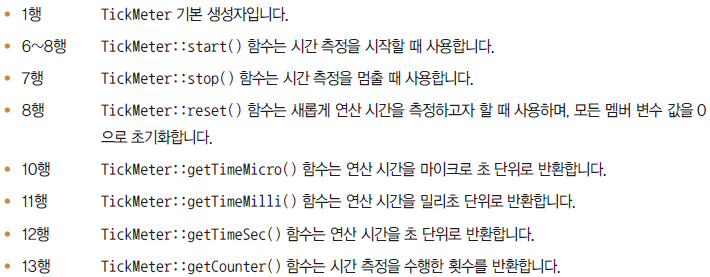 • 1행 TickMeter 기본 생성자입니다.
• 6~8행 TickMeter::start() 함수는 시간 측정을 시작할 때 사용합니다.
• 7행 TickMeter::stop() 함수는 시간 측정을 멈출 때 사용합니다.
• 8행 TickMeter::reset() 함수는 새롭게 연산 시간을 측정하고자 할 때 사용하며, 모든 멤버 변수 값을 0
으로 초기화합니다.
• 10행 TickMeter::getTimeMicro() 함수는 연산 시간을 마이크로 초 단위로 반환합니다.
• 11행 TickMeter::getTimeMilli() 함수는 연산 시간을 밀리초 단위로 반환합니다.
• 12행 TickMeter::getTimeSec() 함수는 연산 시간을 초 단위로 반환합니다.
• 13행 TickMeter::getCounter() 함수는 시간 측정을 수행한 횟수를 반환합니다.